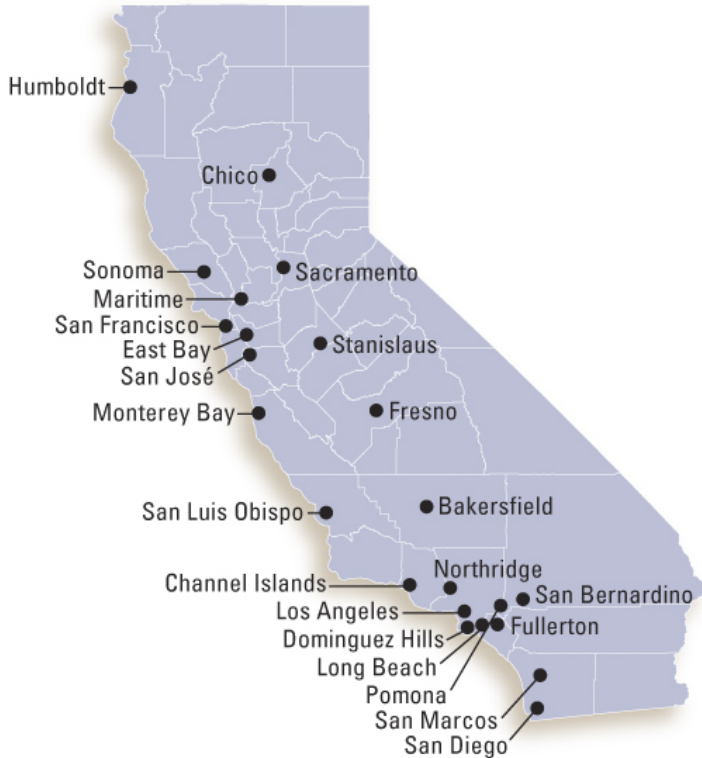 Humboldt
Chico
Sonoma
Sacramento
Maritime
San Francisco
East Bay
Stanislaus
San José
Monterey Bay
Fresno
San Luis Obispo
Bakersfield
Northridge
Channel Islands
San Bernardino
Los Angeles
Fullerton
Dominguez Hills
Long Beach
Pomona
San Marcos
San Diego